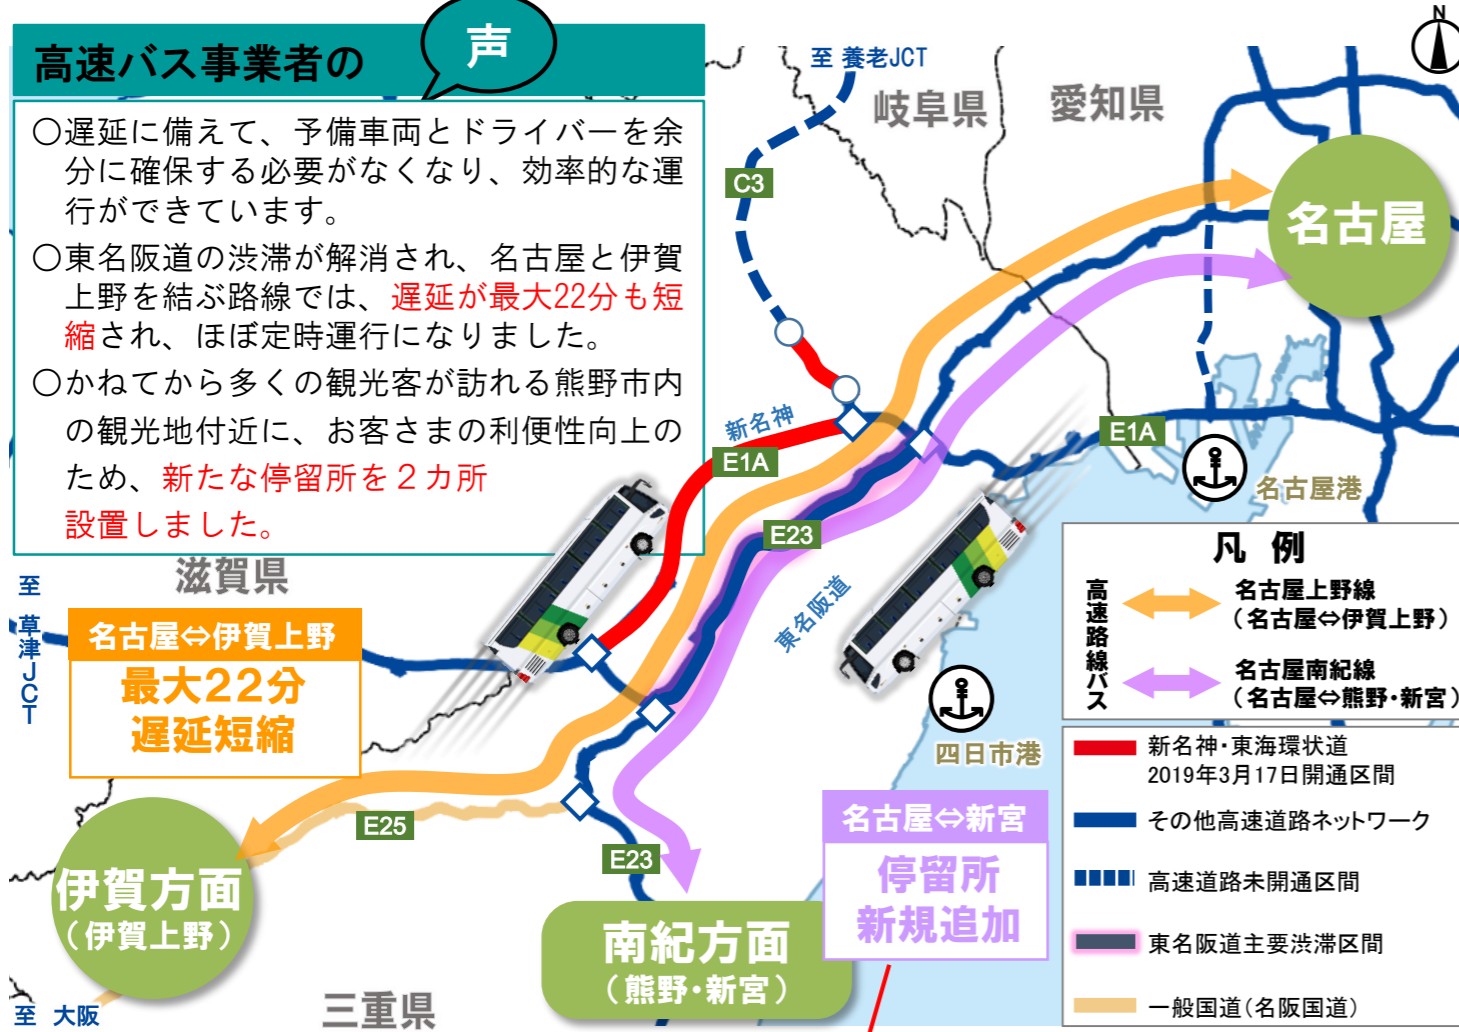 高速バス事業者の
声
○遅延に備えて、予備車両とドライバーを余
分に確保する必要がなくなり、効率的な運
行ができています。
○東名阪道の渋滞が解消され、名古屋と伊賀
上野を結ぶ路線では、遅延が最大22分も短
縮され、ほぼ定時運行になりました。
○かねてから多くの観光客が訪れる熊野市内
の観光地付近に、お客さまの利便性向上の
ため、新たな停留所を２カ所
設置しました。
N
至 養老JCT
岐阜県
愛知県
C3
名古屋
新名神
E1A
E1A
名古屋港
E23
東名阪道
四日市港
滋賀県
至 草津JCT
名古屋⇔伊賀上野
最大22分
遅延短縮
E25
伊賀方面
（伊賀上野）
至 大阪
三重県
E23
南紀方面
（熊野・新宮）
名古屋⇔新宮
停留所
新規追加
凡 例
高速路線バス
名古屋上野線
（名古屋⇔伊賀上野）
名古屋南紀線
（名古屋⇔熊野・新宮）
新名神・東海環状道
2019年3月17日開通区間
その他高速道路ネットワーク
高速道路未開通区間
東名阪道主要渋滞区間
一般国道（名阪国道）